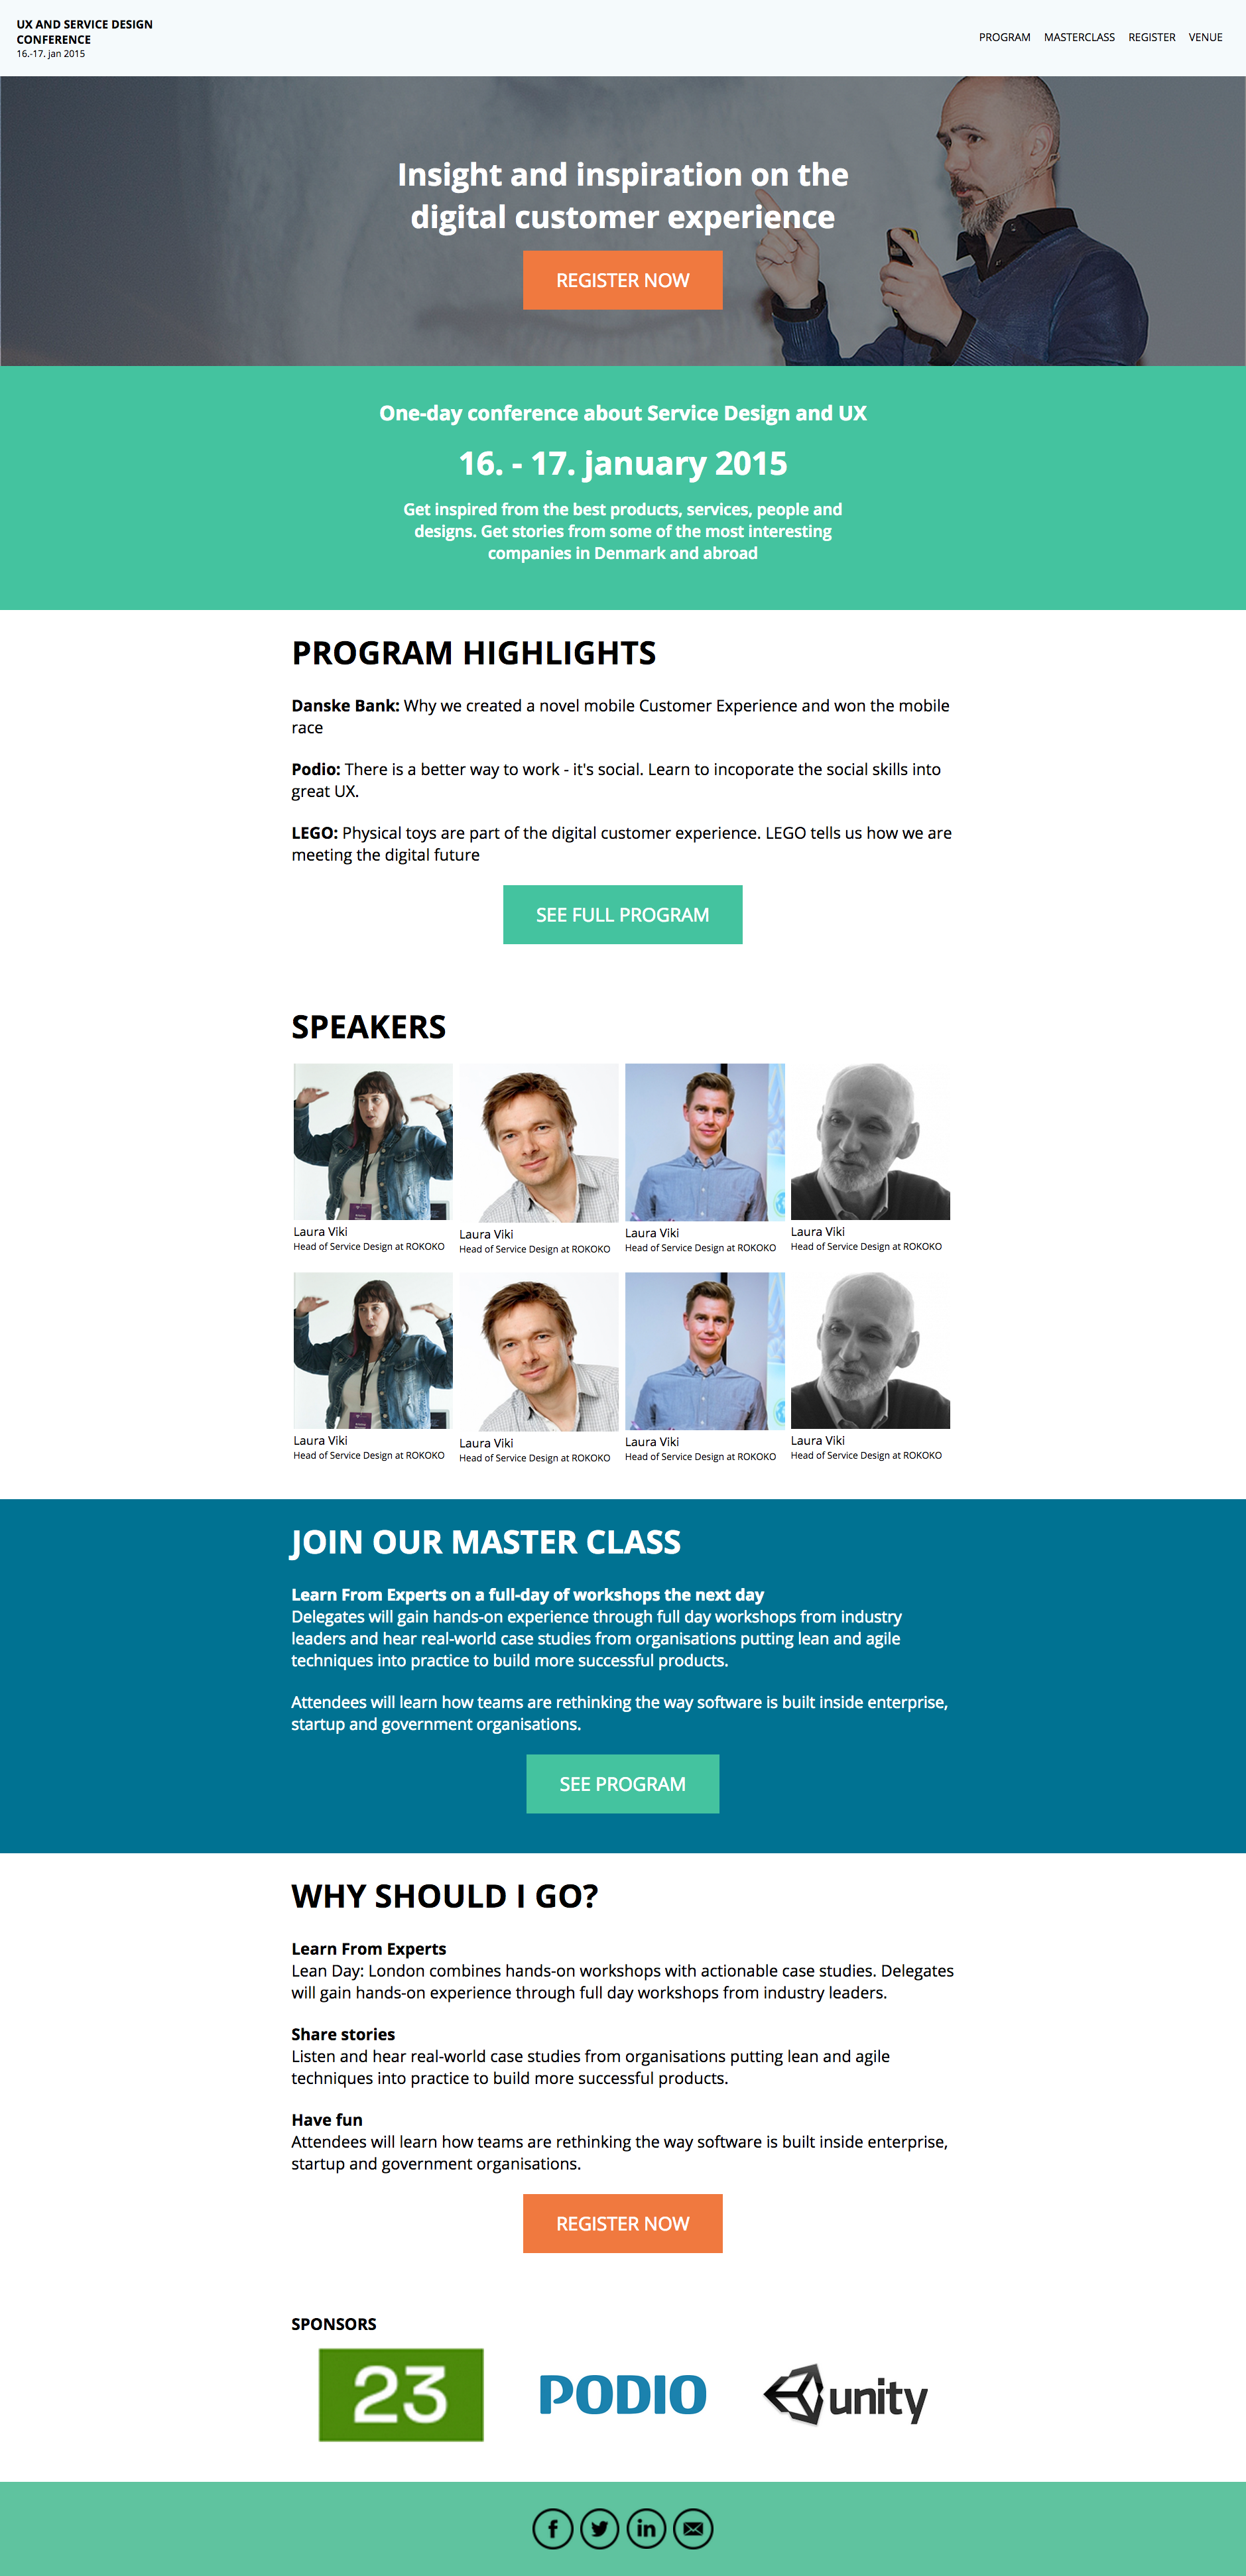 UX AND SERVICE DESIGN
CONFERENCE
16.-17. jan 2015
PROGRAM MASTERCLASS REGISTER VENUE
Insight and inspiration on the
digital customer experience
REGISTER NOW
One-day conference about Service Design and UX
16. - 17. january 2015
Get inspired from the best products, services, people and
designs. Get stories from some of the most interesting
companies in Denmark and abroad
PROGRAM HIGHLIGHTS
Danske Bank: Why we created a novel mobile Customer Experience and won the mobile
race
Podio: There is a better way to work - it's social. Learn to incoporate the social skills into
great UX.
LEGO: Physical toys are part of the digital customer experience. LEGO tells us how we are
meeting the digital future
SEE FULL PROGRAM
SPEAKERS
Laura Viki Laura Viki Laura Viki Laura Viki
Head of Service Design at ROKOKO Head of Service Design at ROKOKO Head of Service Design at ROKOKO Head of Service Design at ROKOKO
Laura Viki Laura Viki Laura Viki Laura Viki
Head of Service Design at ROKOKO Head of Service Design at ROKOKO Head of Service Design at ROKOKO Head of Service Design at ROKOKO
JOIN OUR MASTER CLASS
Learn From Experts on a full-day of workshops the next day
Delegates will gain hands-on experience through full day workshops from industry
leaders and hear real-world case studies from organisations putting lean and agile
techniques into practice to build more successful products.
Attendees will learn how teams are rethinking the way software is built inside enterprise,
startup and government organisations.
SEE PROGRAM
WHY SHOULD I GO?
Learn From Experts
Lean Day: London combines hands-on workshops with actionable case studies. Delegates
will gain hands-on experience through full day workshops from industry leaders.
Share stories
Listen and hear real-world case studies from organisations putting lean and agile
techniques into practice to build more successful products.
Have fun
Attendees will learn how teams are rethinking the way software is built inside enterprise,
startup and government organisations.
REGISTER NOW
SPONSORS
23 PODIO unity
f in